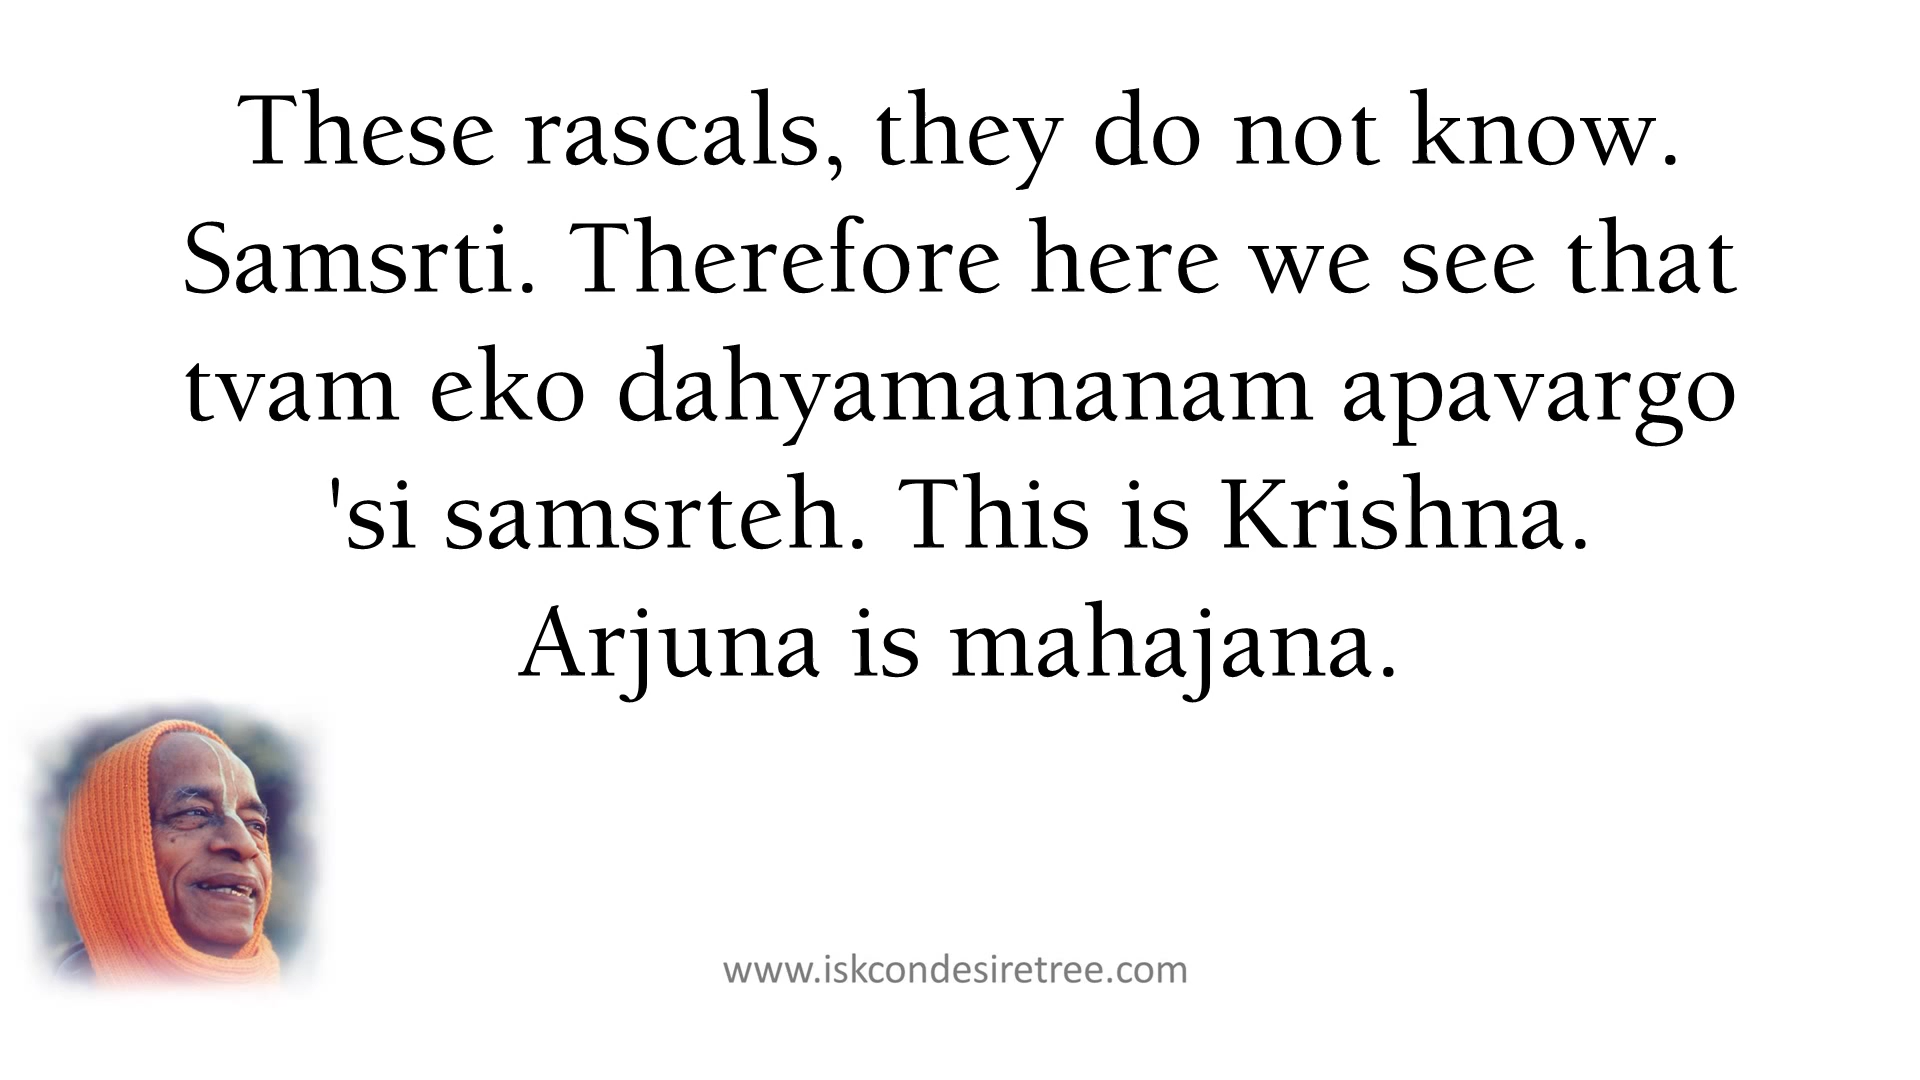 These rascals, they do not know.
Samsrti. Therefore here we see that
tvam eko dahyamananam apavargo
'si samsrteh. This is Krishna.
Arjuna is mahajana.
www.iskcondesiretree.com